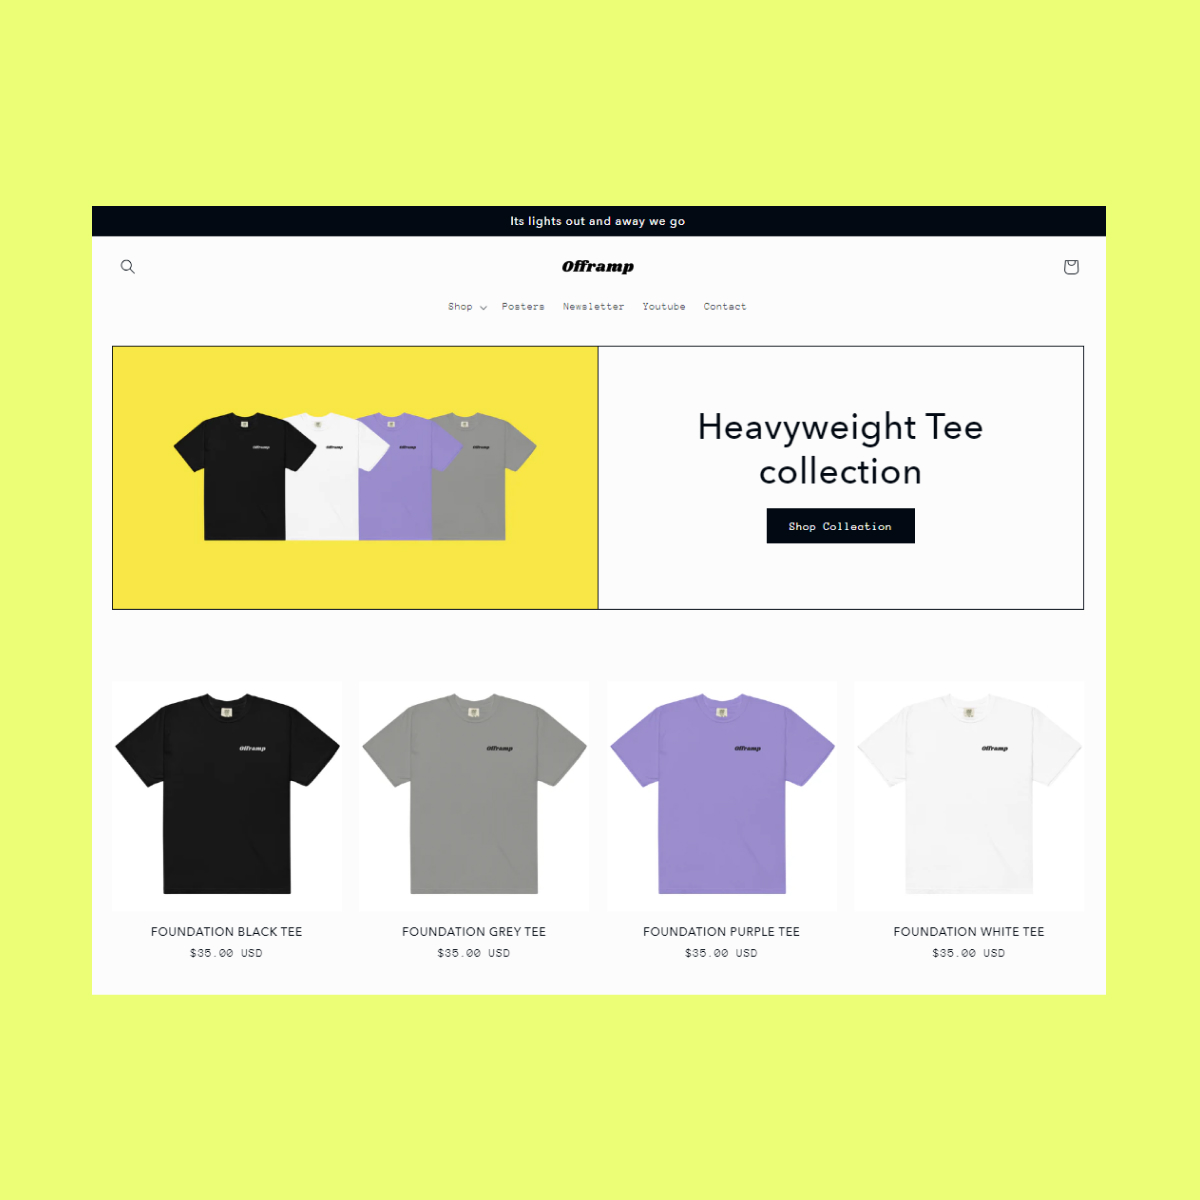 Its lights out and away we go
Offramp
Shop Posters Newsletter Youtube Contact
Offramp Offramp Offramp Offramp
Heavyweight Tee
collection
Shop Collection
Offramp Offramp Offramp Offramp
FOUNDATION BLACK TEE FOUNDATION GREY TEE FOUNDATION PURPLE TEE FOUNDATION WHITE TEE
$35.00 USD $35.00 USD $35.00 USD $35.00 USD